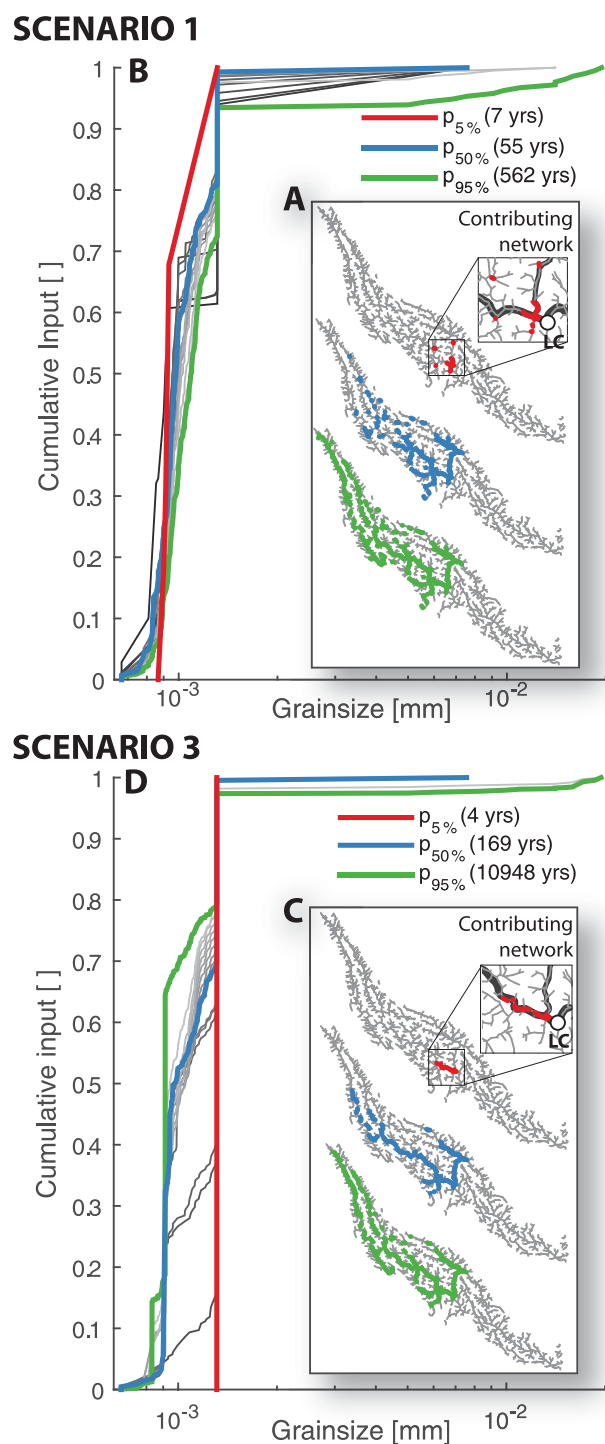 SCENARIO 1
B
1
0.9
0.8
0.7
0.6
0.5
0.4
0.3
0.2
0.1
0
Cumulative Input [ ]
p5% (7 yrs)
p50% (55 yrs)
p95% (562 yrs)
A
Contributing
network
LC
10-3
10-2
Grainsize [mm]
SCENARIO 3
D
1
0.9
0.8
0.7
0.6
0.5
0.4
0.3
0.2
0.1
0
Cumulative input [ ]
p5% (4 yrs)
p50% (169 yrs)
p95% (10948 yrs)
C
Contributing
network
LC
10-3
10-2
Grainsize [mm]